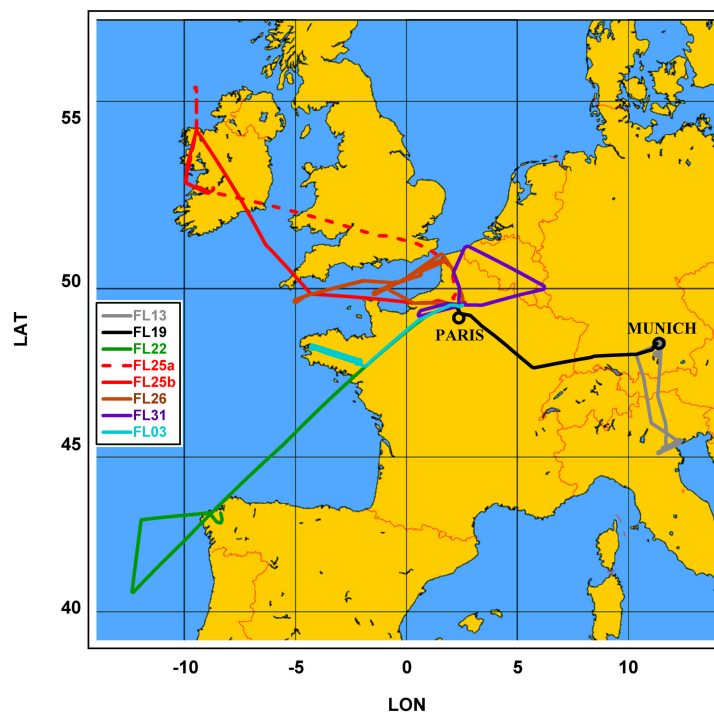 55
50
LAT
FL13
FL19
FL22
FL25a
FL25b
FL26
FL31
FL03
PARIS
MUNICH
45
40
-10 -5 0 5 10
LON